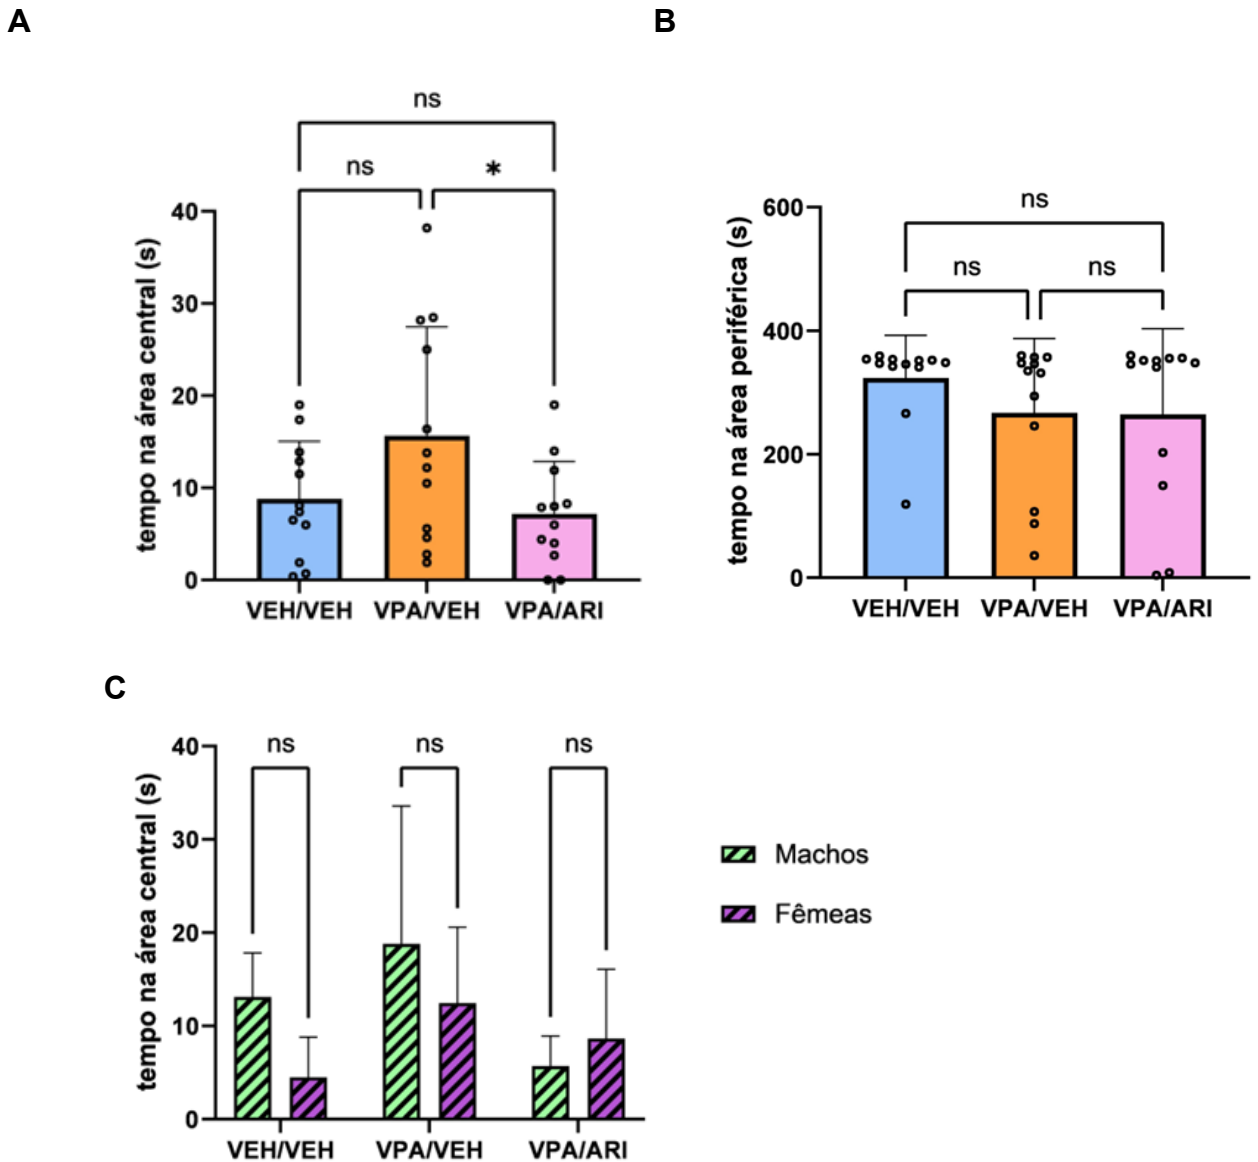 A
ns
ns
*
tempo na área central (s)
40
30
20
10
0
VEH/VEH
VPA/VEH
VPA/ARI
B
ns
ns
ns
tempo na área periférica (s)
600
400
200
0
VEH/VEH
VPA/VEH
VPA/ARI
C
ns
ns
ns
tempo na área central (s)
40
30
20
10
0
VEH/VEH
VPA/VEH
VPA/ARI
Machos
Fêmeas